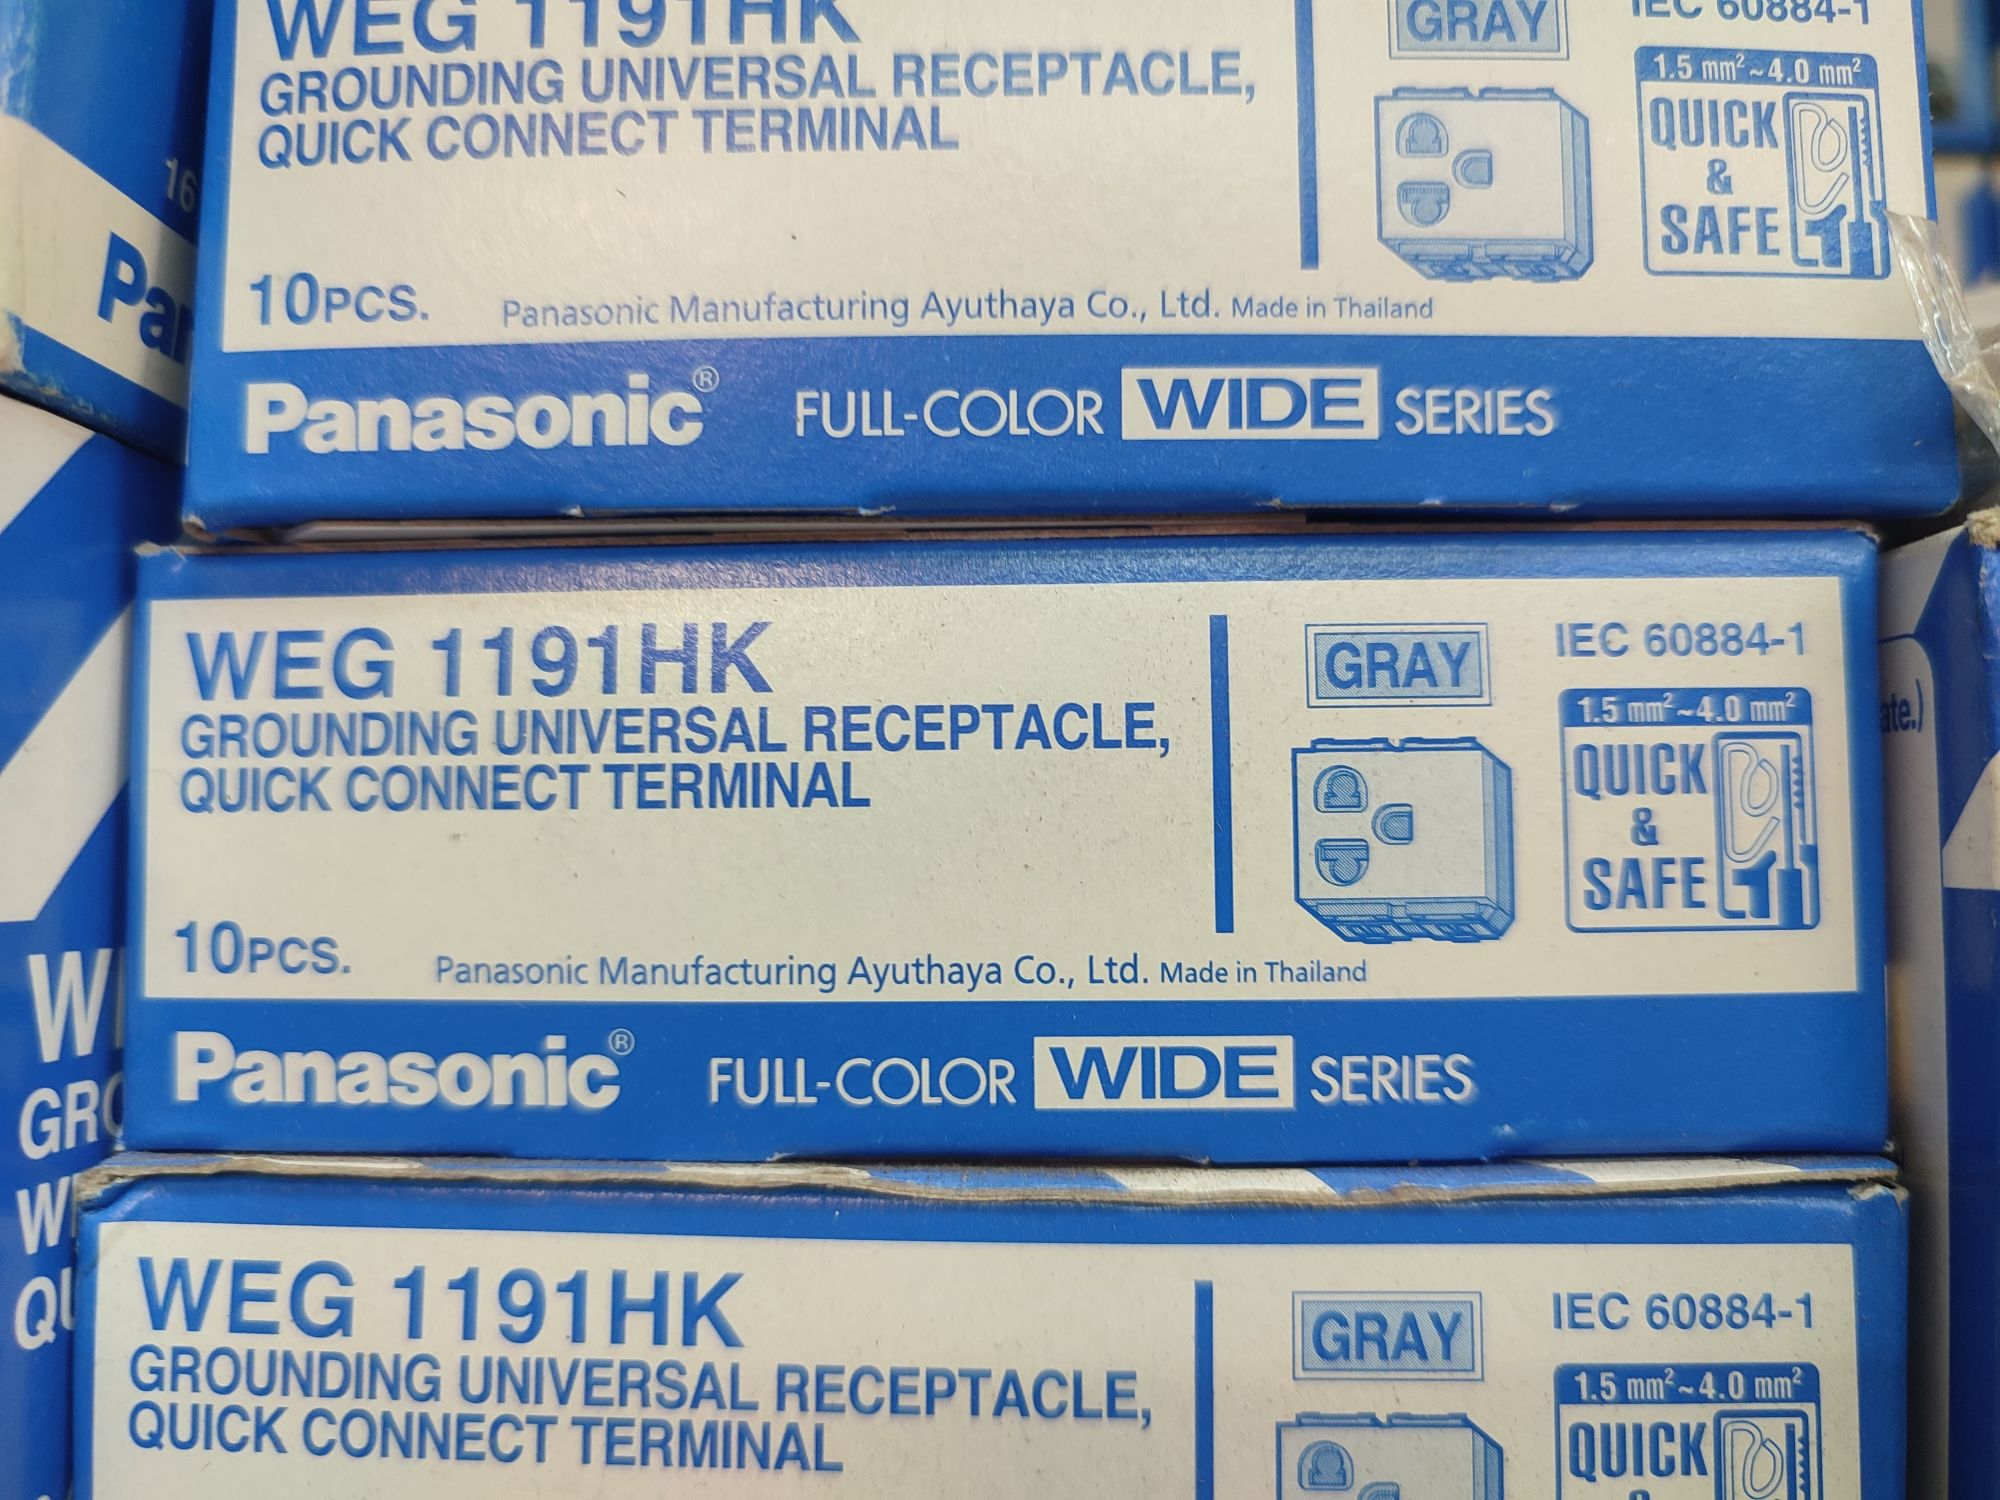 WEG 1191HK
GROUNDING UNIVERSAL RECEPTACLE,
QUICK CONNECT TERMINAL
GRAY
IEC 60884-1
1.5 mm²~4.0 mm²
QUICK
&
SAFE
10PCS.
Panasonic Manufacturing Ayuthaya Co., Ltd. Made in Thailand
Panasonic® FULL-COLOR WIDE SERIES
16
Pa
WEG 1191HK
GROUNDING UNIVERSAL RECEPTACLE,
QUICK CONNECT TERMINAL
GRAY
IEC 60884-1
1.5 mm²~4.0 mm²
QUICK
&
SAFE
10PCS.
Panasonic Manufacturing Ayuthaya Co., Ltd. Made in Thailand
Panasonic® FULL-COLOR WIDE SERIES
ate.)
GRO
WEG 1191HK
GROUNDING UNIVERSAL RECEPTACLE,
QUICK CONNECT TERMINAL
GRAY
IEC 60884-1
1.5 mm²~4.0 mm²
QUICK